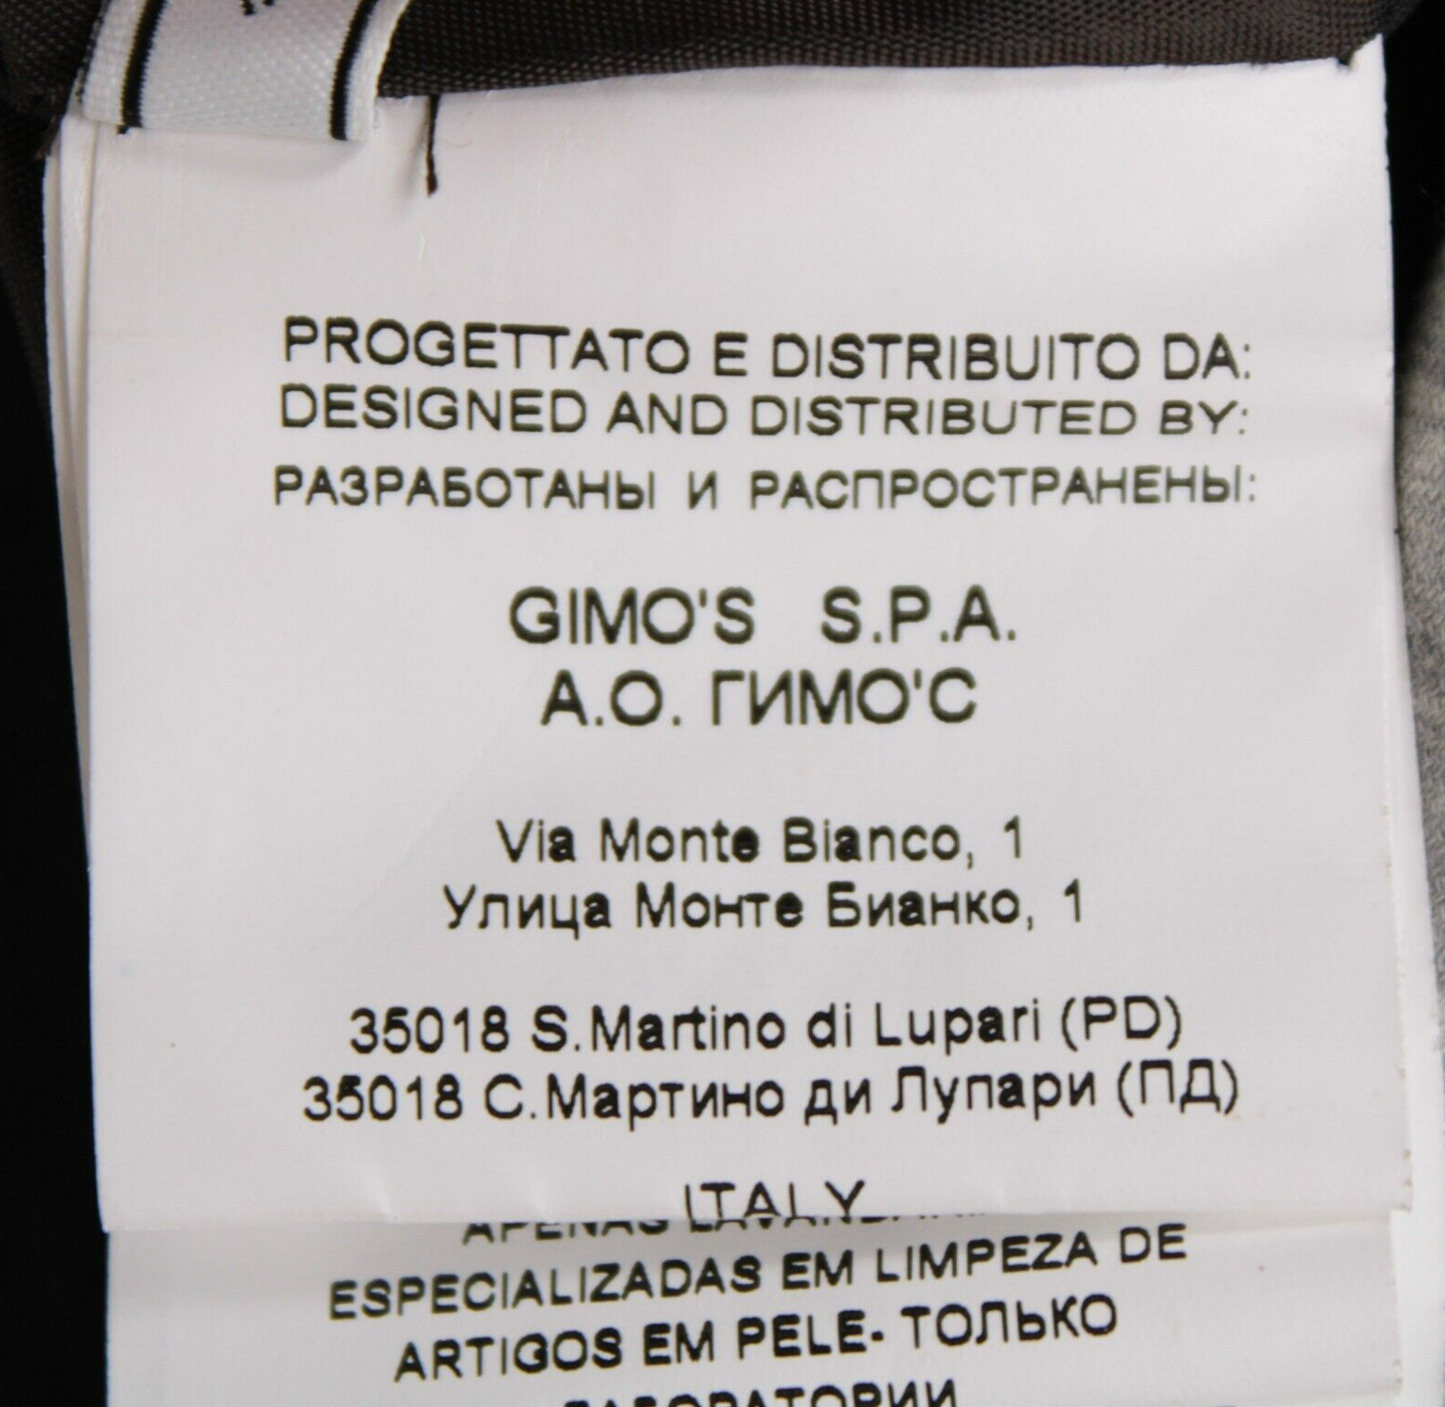 PROGETTATO E DISTRIBUITO DA:
DESIGNED AND DISTRIBUTED BY:
РАЗРАБОТАНЫ И РАСПРОСТРАНЕНЫ:
GIMO'S S.P.A.
А.О. ГИМО'С
Via Monte Bianco, 1
Улица Монте Бианко, 1
35018 S.Martino di Lupari (PD)
35018 С.Мартино ди Лупари (ПД)
ITALY
APENAS
ESPECIALIZADAS EM LIMPEZA DE
ARTIGOS EM PELE- ТОЛЬКО
ЛАБОРАТОРИИ